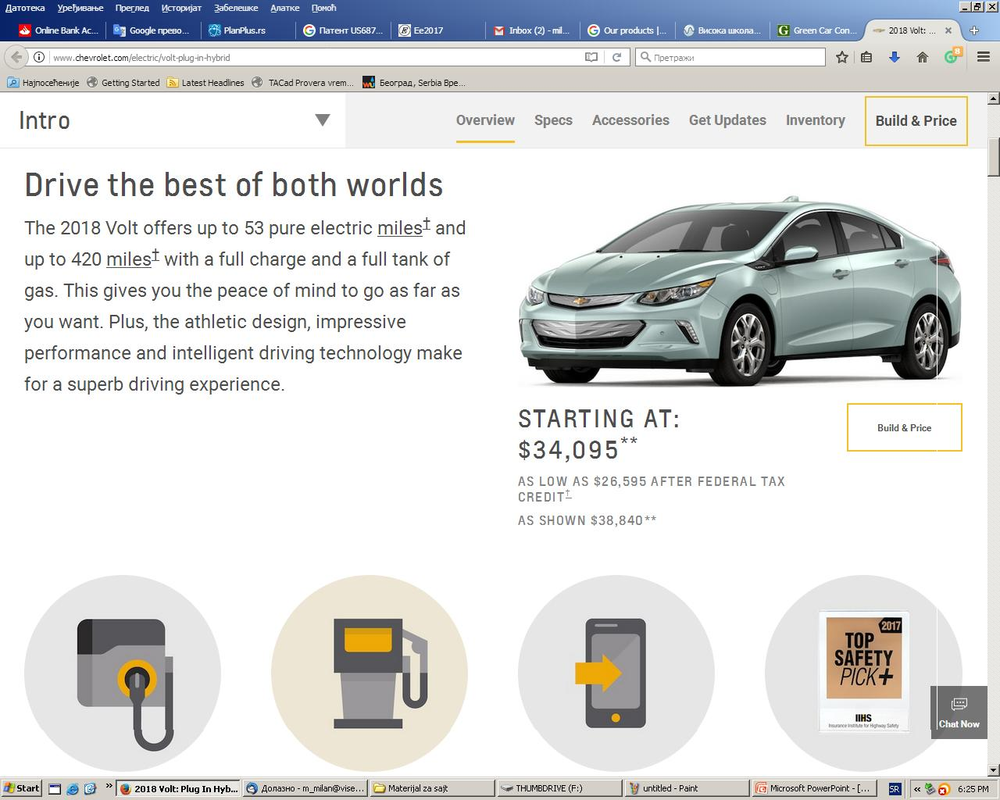 Датотека Уређивање Преглед Историјат Забелешке Алатке Помоћ
Online Bank Ac... Google прево... PlanPlus.rs Патент US687... Ee2017 Inbox (2) - mil... Our products |... Висока школа... Green Car Con... 2018 Volt: ...
www.chevrolet.com/electric/volt-plug-in-hybrid Претражи 8
Најпосећеније Getting Started Latest Headlines TACad Provera vrem... Београд, Serbia Вре...
Intro Overview Specs Accessories Get Updates Inventory Build & Price
Drive the best of both worlds
The 2018 Volt offers up to 53 pure electric miles‡ and
up to 420 miles‡ with a full charge and a full tank of
gas. This gives you the peace of mind to go as far as
you want. Plus, the athletic design, impressive
performance and intelligent driving technology make
for a superb driving experience.
STARTING AT:
$34,095**
Build & Price
AS LOW AS $26,595 AFTER FEDERAL TAX
CREDIT†
AS SHOWN $38,840**
2017
TOP
SAFETY
PICK+
IIHS
Insurance Institute for Highway Safety
Chat Now
Start » 2018 Volt: Plug In Hyb... Долазно - m_milan@vise... Materijal za sajt THUMBDRIVE (F:) untitled - Paint Microsoft PowerPoint - [... SR « 6:25 PM